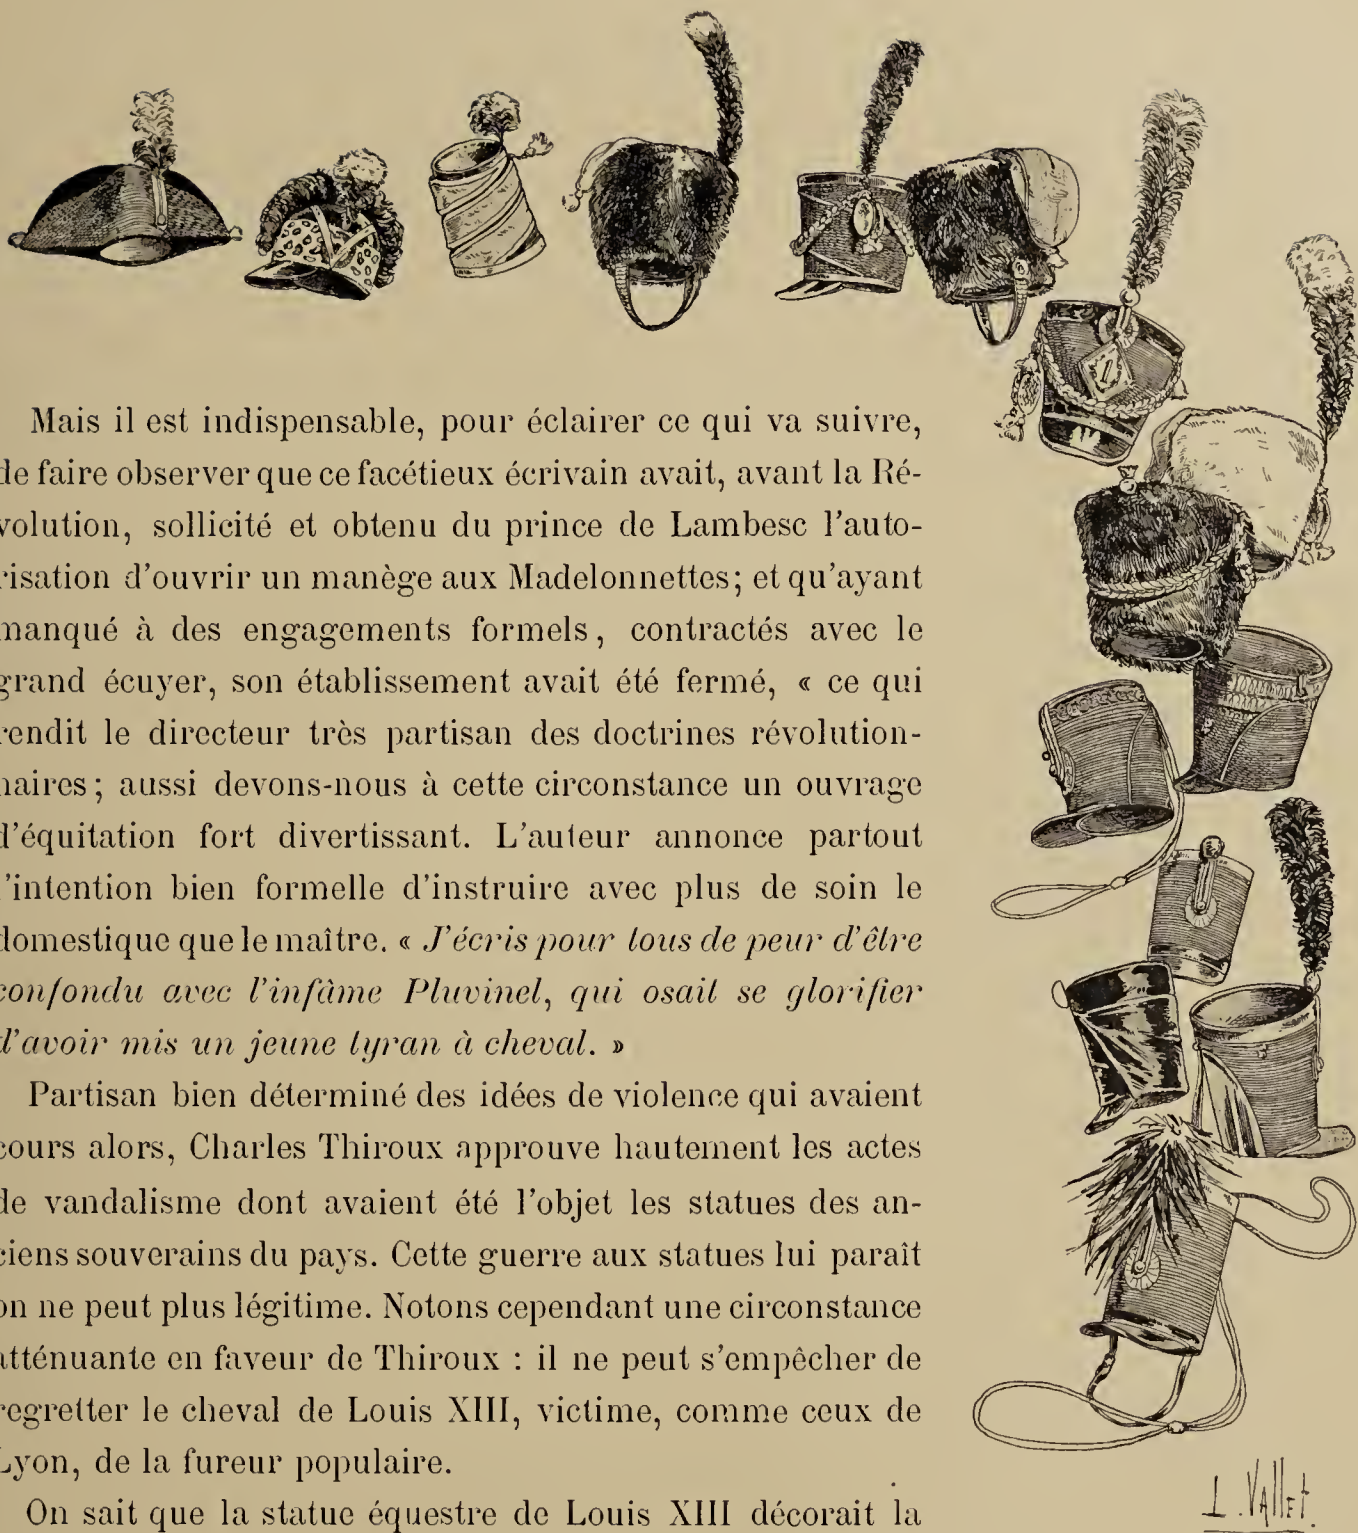 Mais il est indispensable, pour éclairer ce qui va suivre,
de faire observer que ce facétieux écrivain avait, avant la Ré-
volution, sollicité et obtenu du prince de Lambesc l'auto-
risation d'ouvrir un manège aux Madelonnettes; et qu'ayant
manqué à des engagements formels, contractés avec le
grand écuyer, son établissement avait été fermé, « ce qui
rendit le directeur très partisan des doctrines révolution-
naires; aussi devons-nous à cette circonstance un ouvrage
d'équitation fort divertissant. L'auteur annonce partout
l'intention bien formelle d'instruire avec plus de soin le
domestique que le maître. « J'écris pour tous de peur d'être
confondu avec l'infâme Pluvinel, qui osait se glorifier
d'avoir mis un jeune tyran à cheval. »
Partisan bien déterminé des idées de violence qui avaient
cours alors, Charles Thiroux approuve hautement les actes
de vandalisme dont avaient été l'objet les statues des an-
ciens souverains du pays. Cette guerre aux statues lui paraît
on ne peut plus légitime. Notons cependant une circonstance
atténuante en faveur de Thiroux : il ne peut s'empêcher de
regretter le cheval de Louis XIII, victime, comme ceux de
Lyon, de la fureur populaire.
On sait que la statue équestre de Louis XIII décorait la
L. Vallet.